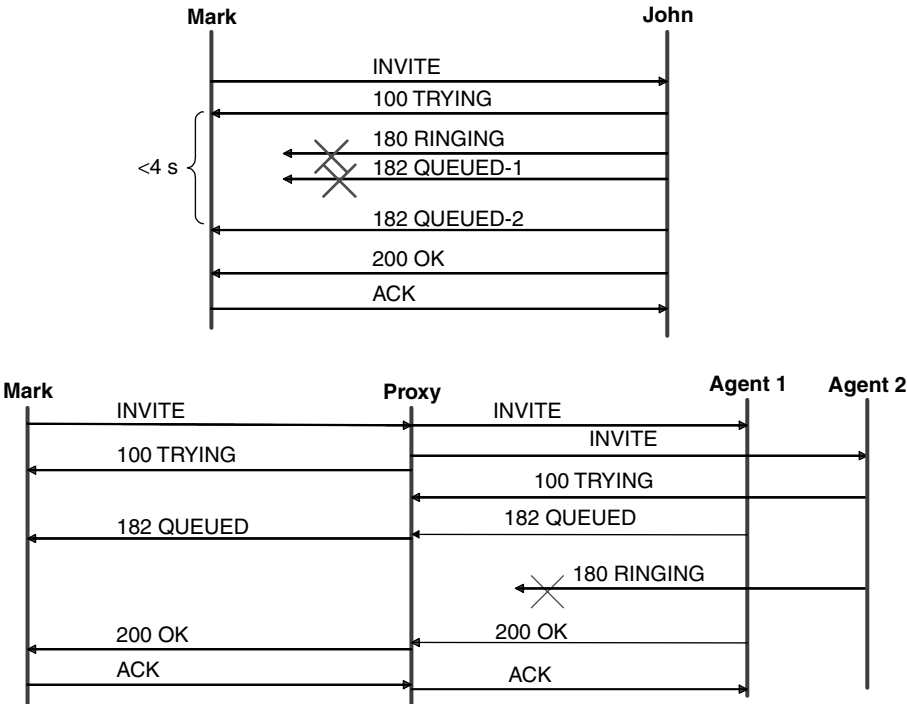 Mark John
INVITE
100 TRYING
180 RINGING
<4 s
182 QUEUED-1
182 QUEUED-2
200 OK
ACK
Mark Proxy Agent 1 Agent 2
INVITE INVITE
INVITE
100 TRYING
100 TRYING
182 QUEUED 182 QUEUED
180 RINGING
200 OK 200 OK
ACK ACK